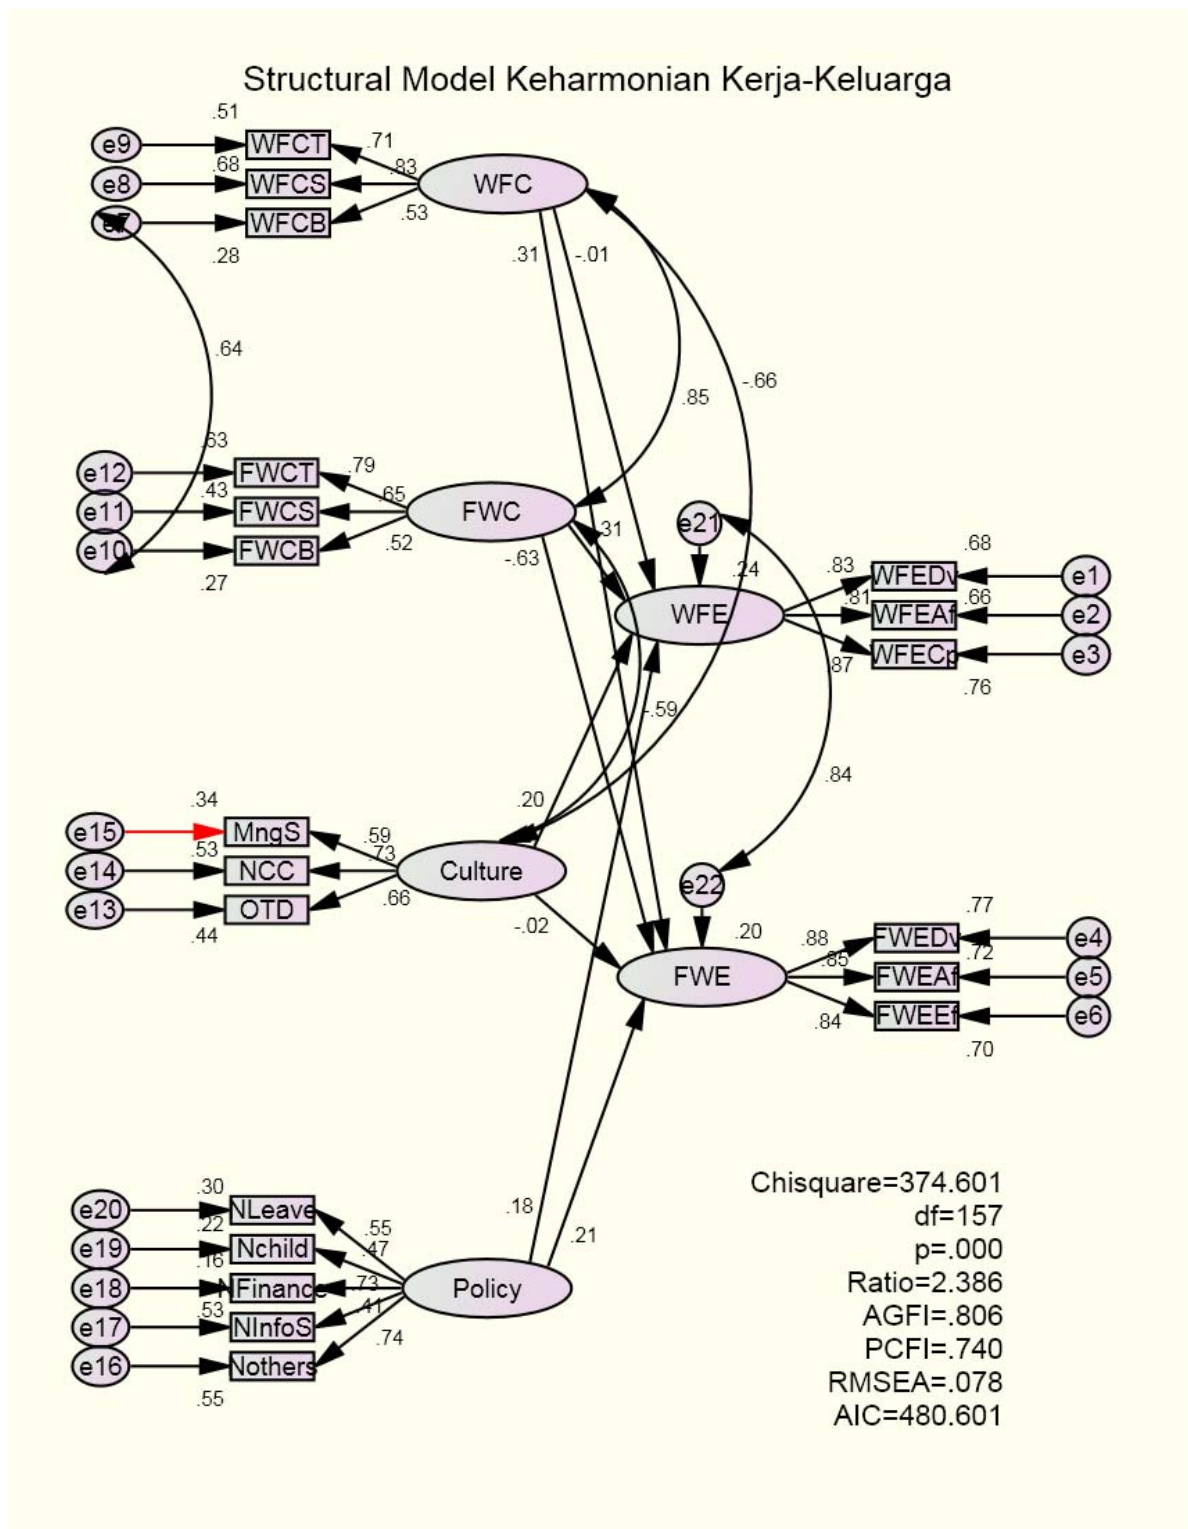 Structural Model Keharmonian Kerja-Keluarga
.51
e9 WFCT .71
.68 .83
e8 WFCS WFC
e7 WFCB .53
.28 .31 -.01
.64
-.66
.85
.63
e12 FWCT .79
.43 .65
e11 FWCS FWC
e10 FWCB .52
.27 -.63 .31
e21
.24 .83 .68
WFEDv e1
.81 .66
WFE WFEAf e2
WFECp e3
.87 .76
-.59
.84
.34 .20
e15 MngS .59
.53 .73
e14 NCC Culture
e13 OTD .66
.44 -.02
e22
.20 .88 .77
FWEDv e4
.85 .72
FWE FWEAf e5
FWEEf e6
.84 .70
.30
e20 NLeave .55
.22 .47
e19 Nchild
.16 .73
e18 NFinance Policy
.53 .41
e17 NInfoS
e16 Nothers .74
.55
.18 .21
Chisquare=374.601
df=157
p=.000
Ratio=2.386
AGFI=.806
PCFI=.740
RMSEA=.078
AIC=480.601